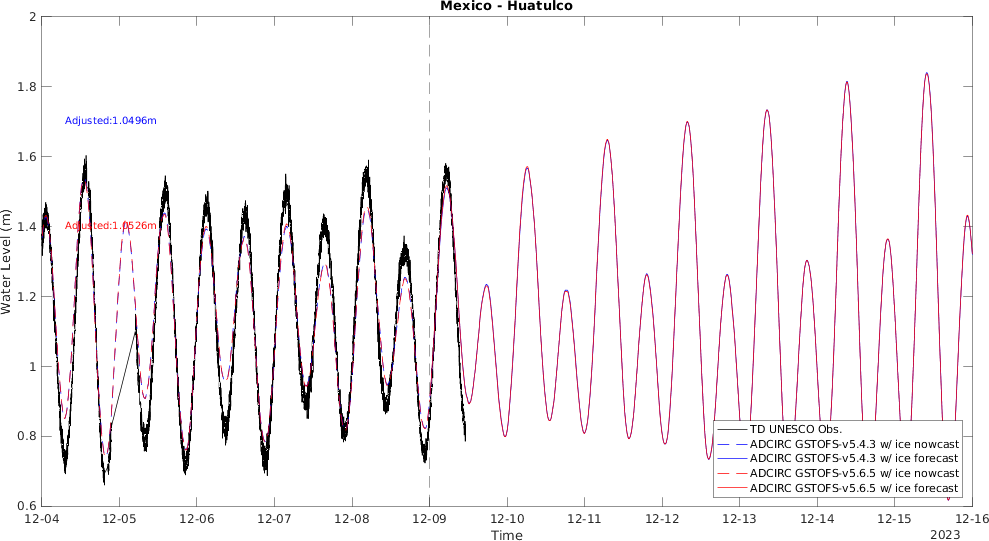 Mexico - Huatulco
2
1.8
1.6
1.4
1.2
1
0.8
0.6
Water Level (m)
Adjusted:1.0496m
Adjusted:1.0526m
TD UNESCO Obs.
ADCIRC GSTOFS-v5.4.3 w/ ice nowcast
ADCIRC GSTOFS-v5.4.3 w/ ice forecast
ADCIRC GSTOFS-v5.6.5 w/ ice nowcast
ADCIRC GSTOFS-v5.6.5 w/ ice forecast
12-04 12-05 12-06 12-07 12-08 12-09 12-10 12-11 12-12 12-13 12-14 12-15 12-16
Time
2023